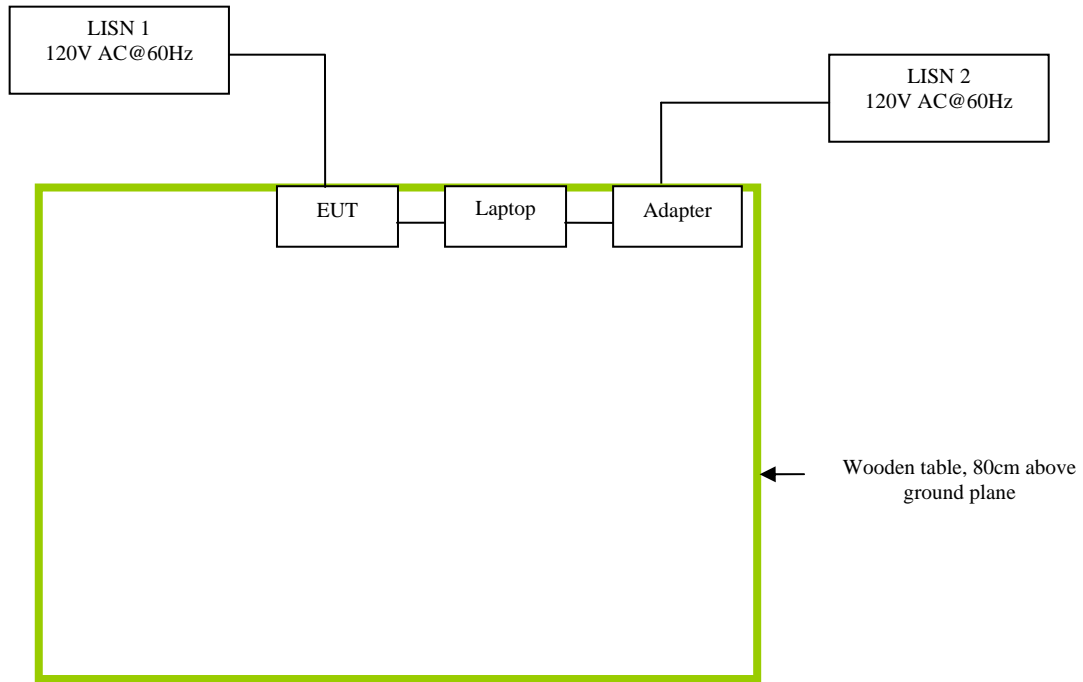 LISN 1
120V AC@60Hz
LISN 2
120V AC@60Hz
EUT
Laptop
Adapter
Wooden table, 80cm above
ground plane